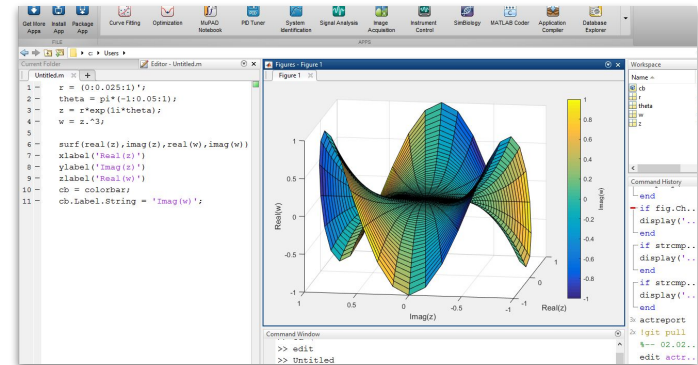 Get More Apps
Install App
Package App
Curve Fitting
Optimization
MuPAD Notebook
PID Tuner
System Identification
Signal Analysis
Image Acquisition
Instrument Control
SimBiology
MATLAB Coder
Application Compiler
Database Explorer
FILE
APPS
c ▸ Users ▸
Current Folder
Editor - Untitled.m
Untitled.m
1 r = (0:0.025:1)';
2 theta = pi*(-1:0.05:1);
3 z = r*exp(1i*theta);
4 w = z.^3;
5
6 surf(real(z),imag(z),real(w),imag(w))
7 xlabel('Real(z)')
8 ylabel('Imag(z)')
9 zlabel('Real(w)')
10 cb = colorbar;
11 cb.Label.String = 'Imag(w)';
Figures - Figure 1
Figure 1
1
0.5
0
-0.5
-1
Real(w)
1
0.5
0
-0.5
-1
Imag(z)
-1
0
1
Real(z)
1
0.8
0.6
0.4
0.2
0
-0.2
-0.4
-0.6
-0.8
-1
Imag(w)
Command Window
>> edit
>> Untitled
Workspace
Name
cb
r
theta
w
z
Command History
end
if fig.Ch..
display('..
end
if strcmp..
display('..
end
if strcmp..
display('..
end
actreport
!git pull
%-- 02.02..
edit actr..